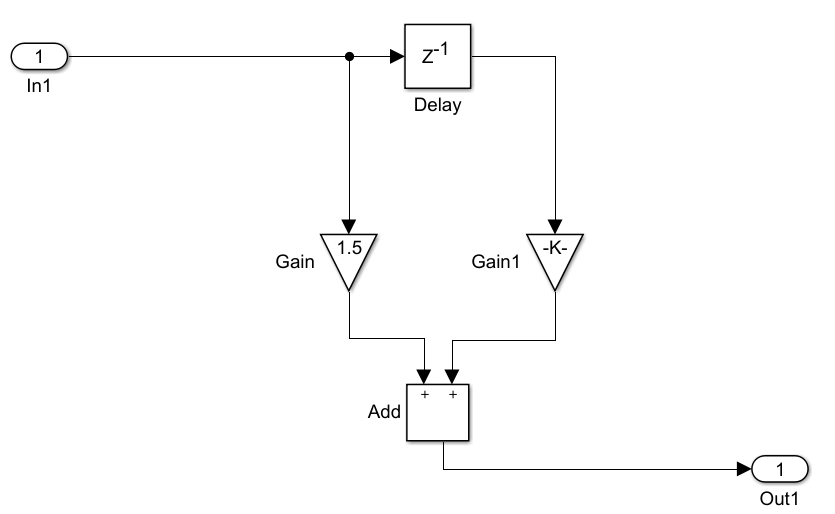 1
In1
Z-1
Delay
1.5
Gain
-K-
Gain1
+ +
Add
1
Out1